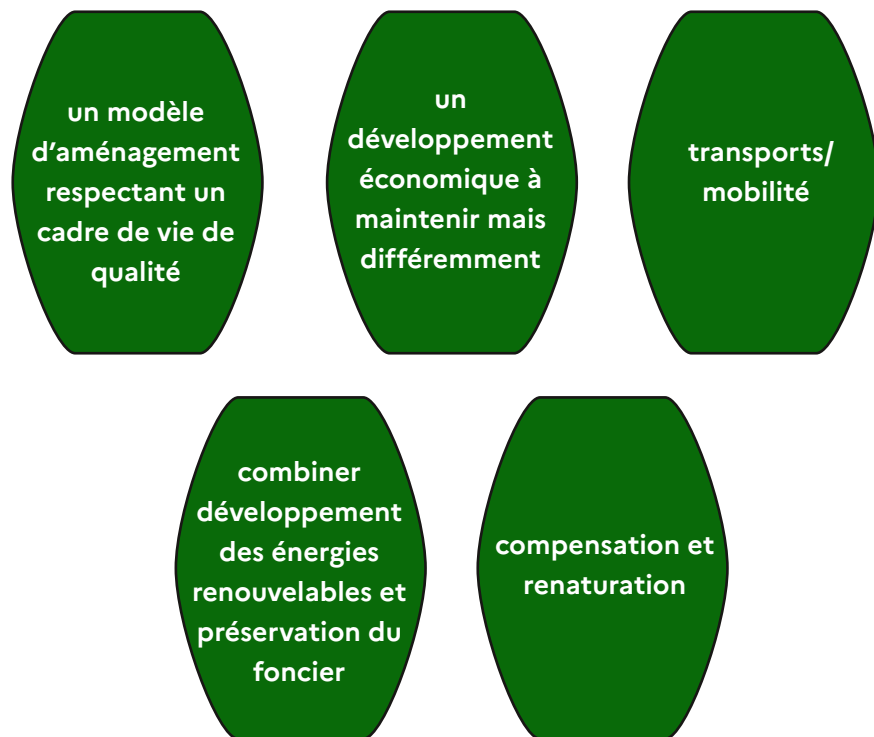 un modèle
d’aménagement
respectant un
cadre de vie de
qualité
un
développement
économique à
maintenir mais
différemment
transports/
mobilité
combiner
développement
des énergies
renouvelables et
préservation du
foncier
compensation et
renaturation